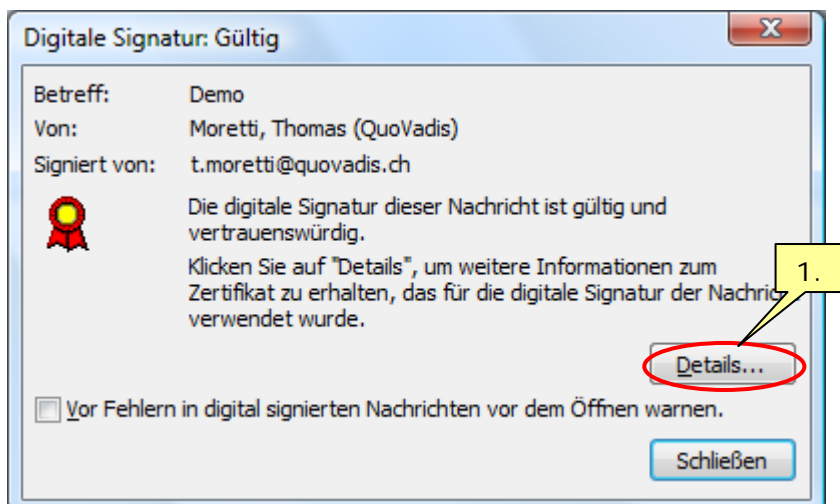 Digitale Signatur: Gültig
Betreff: Demo
Von: Moretti, Thomas (QuoVadis)
Signiert von: t.moretti@quovadis.ch
Die digitale Signatur dieser Nachricht ist gültig und
vertrauenswürdig.
Klicken Sie auf "Details", um weitere Informationen zum
Zertifikat zu erhalten, das für die digitale Signatur der Nachricht
verwendet wurde.
1.
Details...
Vor Fehlern in digital signierten Nachrichten vor dem Öffnen warnen.
Schließen